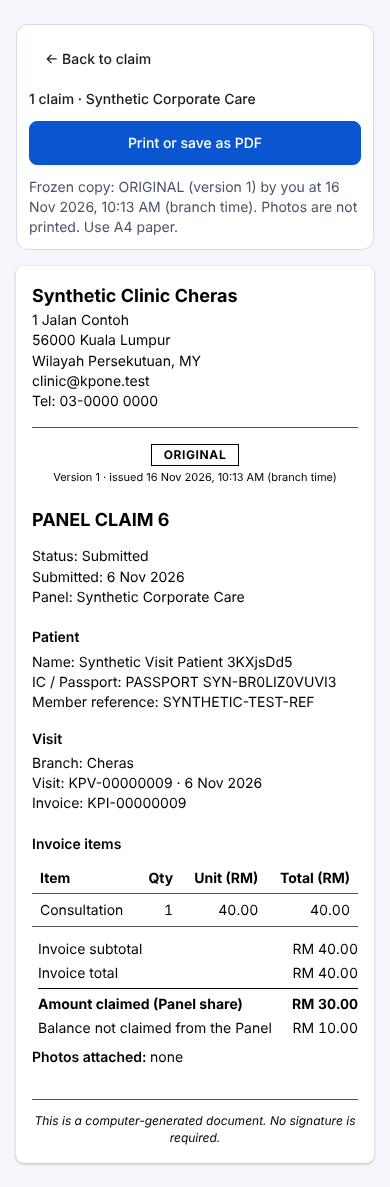 ← Back to claim
1 claim · Synthetic Corporate Care
Print or save as PDF
Frozen copy: ORIGINAL (version 1) by you at 16
Nov 2026, 10:13 AM (branch time). Photos are not
printed. Use A4 paper.
Synthetic Clinic Cheras
1 Jalan Contoh
56000 Kuala Lumpur
Wilayah Persekutuan, MY
clinic@kpone.test
Tel: 03-0000 0000
ORIGINAL
Version 1 · issued 16 Nov 2026, 10:13 AM (branch time)
PANEL CLAIM 6
Status: Submitted
Submitted: 6 Nov 2026
Panel: Synthetic Corporate Care
Patient
Name: Synthetic Visit Patient 3KXjsDd5
IC / Passport: PASSPORT SYN-BR0LIZ0VUVI3
Member reference: SYNTHETIC-TEST-REF
Visit
Branch: Cheras
Visit: KPV-00000009 · 6 Nov 2026
Invoice: KPI-00000009
Invoice items
Item Qty Unit (RM) Total (RM)
Consultation 1 40.00 40.00
Invoice subtotal RM 40.00
Invoice total RM 40.00
Amount claimed (Panel share) RM 30.00
Balance not claimed from the Panel RM 10.00
Photos attached: none
This is a computer-generated document. No signature is
required.